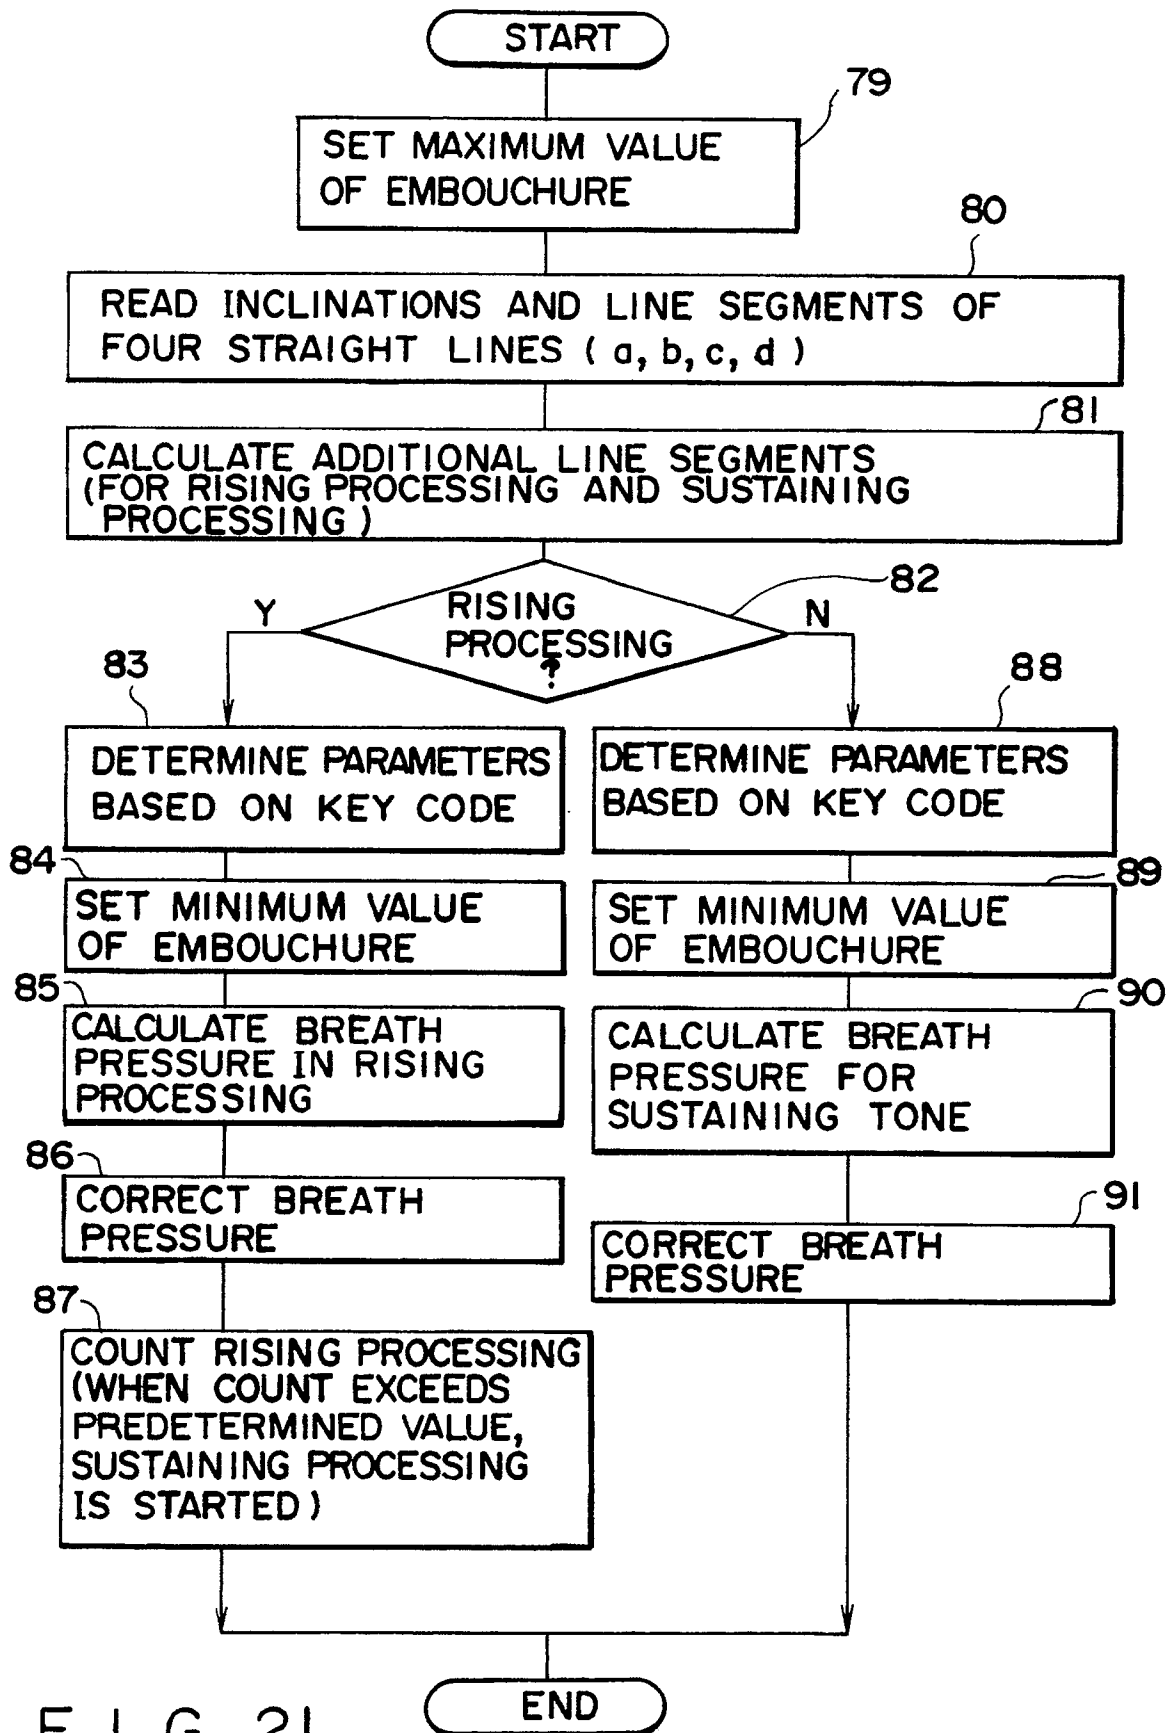 START
79
SET MAXIMUM VALUE
OF EMBOUCHURE
80
READ INCLINATIONS AND LINE SEGMENTS OF
FOUR STRAIGHT LINES ( a, b, c, d )
81
CALCULATE ADDITIONAL LINE SEGMENTS
(FOR RISING PROCESSING AND SUSTAINING
PROCESSING)
82
Y
RISING
PROCESSING
?
N
83
DETERMINE PARAMETERS
BASED ON KEY CODE
84
SET MINIMUM VALUE
OF EMBOUCHURE
85
CALCULATE BREATH
PRESSURE IN RISING
PROCESSING
86
CORRECT BREATH
PRESSURE
87
COUNT RISING PROCESSING
(WHEN COUNT EXCEEDS
PREDETERMINED VALUE,
SUSTAINING PROCESSING
IS STARTED)
88
DETERMINE PARAMETERS
BASED ON KEY CODE
89
SET MINIMUM VALUE
OF EMBOUCHURE
90
CALCULATE BREATH
PRESSURE FOR
SUSTAINING TONE
91
CORRECT BREATH
PRESSURE
END
FIG. 21